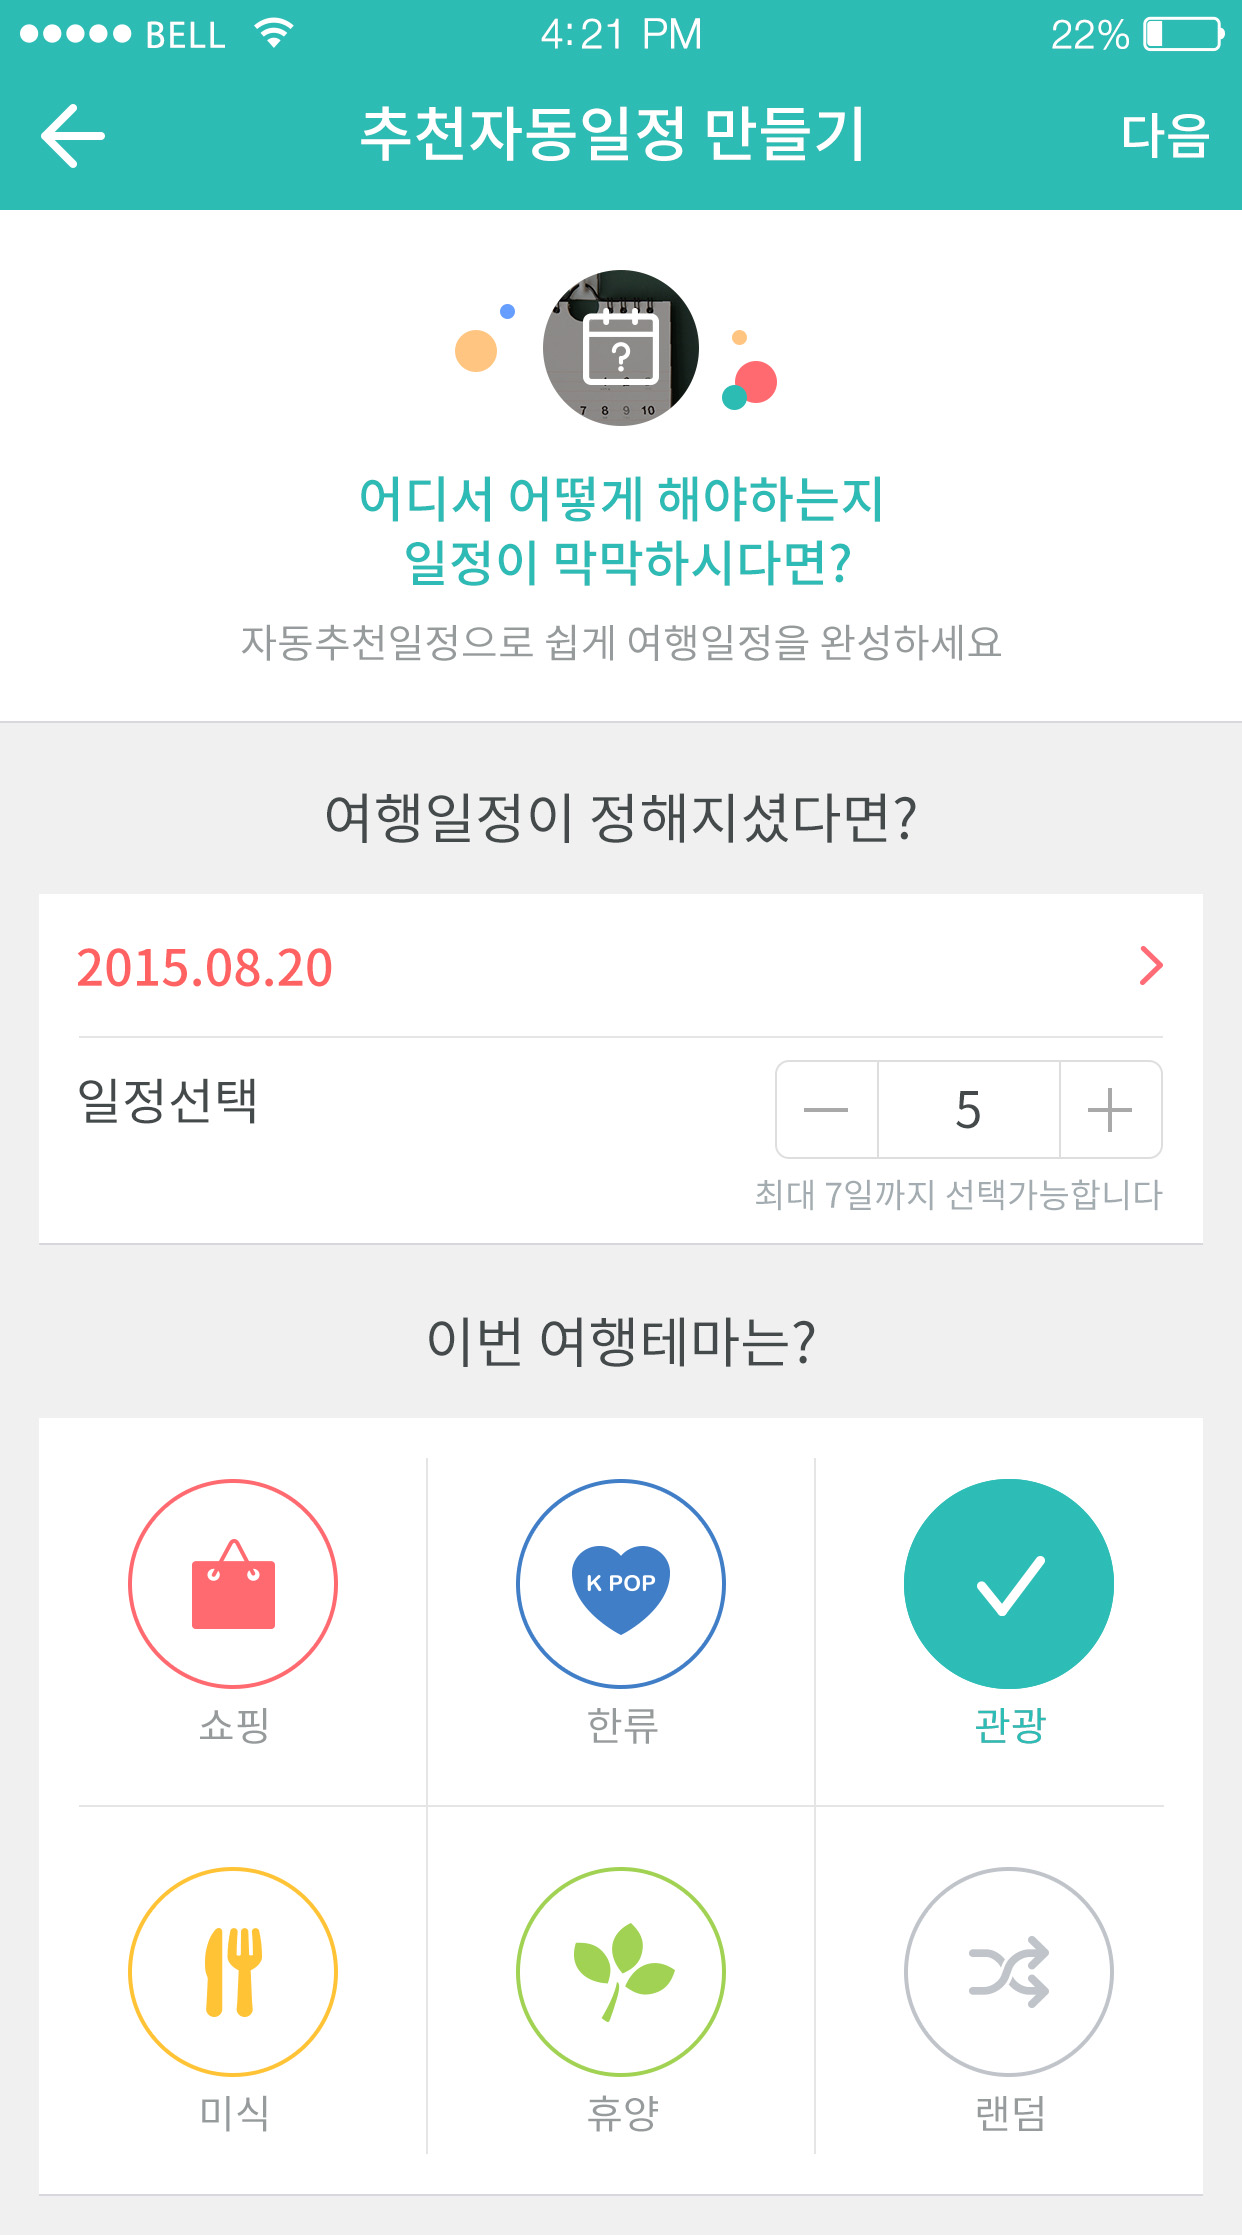 BELL 4:21 PM 22%
추천자동일정 만들기 다음
?
7 8 9 10
어디서 어떻게 해야하는지
일정이 막막하시다면?
자동추천일정으로 쉽게 여행일정을 완성하세요
여행일정이 정해지셨다면?
2015.08.20
일정선택 5
최대 7일까지 선택가능합니다
이번 여행테마는?
K POP
쇼핑 한류 관광
미식 휴양 랜덤